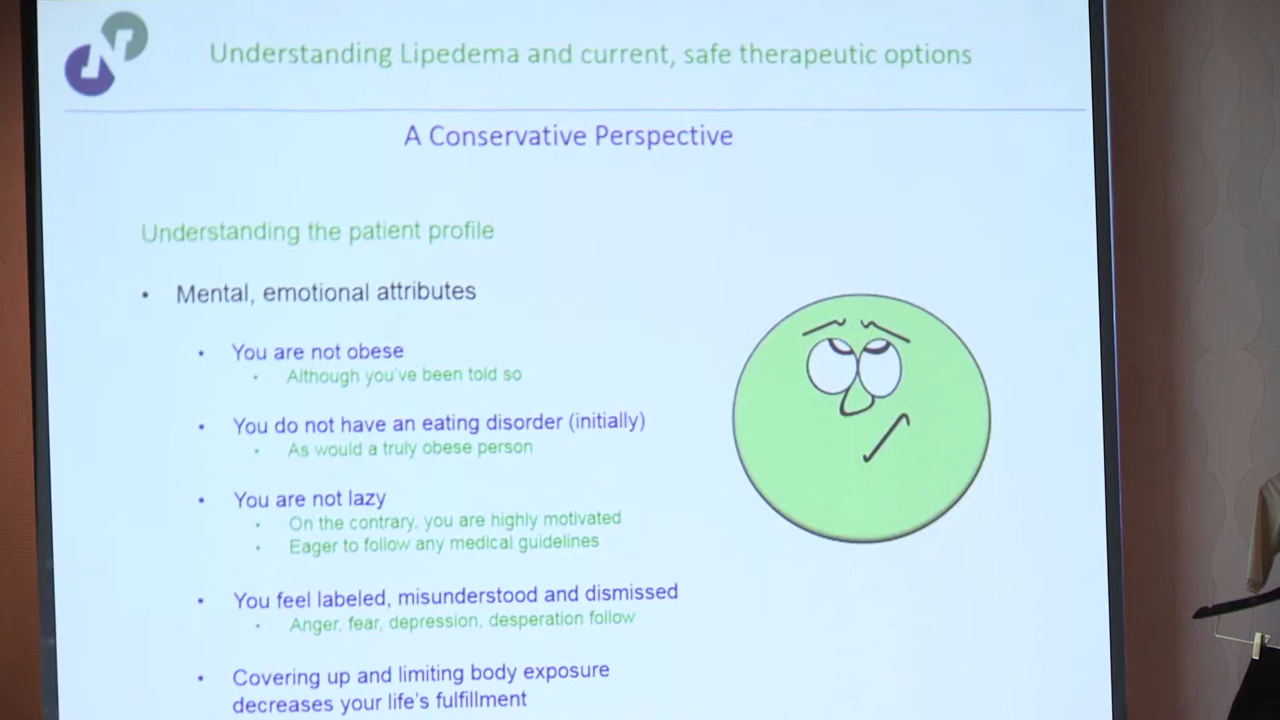 Understanding Lipedema and current, safe therapeutic options
A Conservative Perspective
Understanding the patient profile
• Mental, emotional attributes
• You are not obese
• Although you've been told so
• You do not have an eating disorder (initially)
• As would a truly obese person
• You are not lazy
• On the contrary, you are highly motivated
• Eager to follow any medical guidelines
• You feel labeled, misunderstood and dismissed
• Anger, fear, depression, desperation follow
• Covering up and limiting body exposure
decreases your life's fulfillment